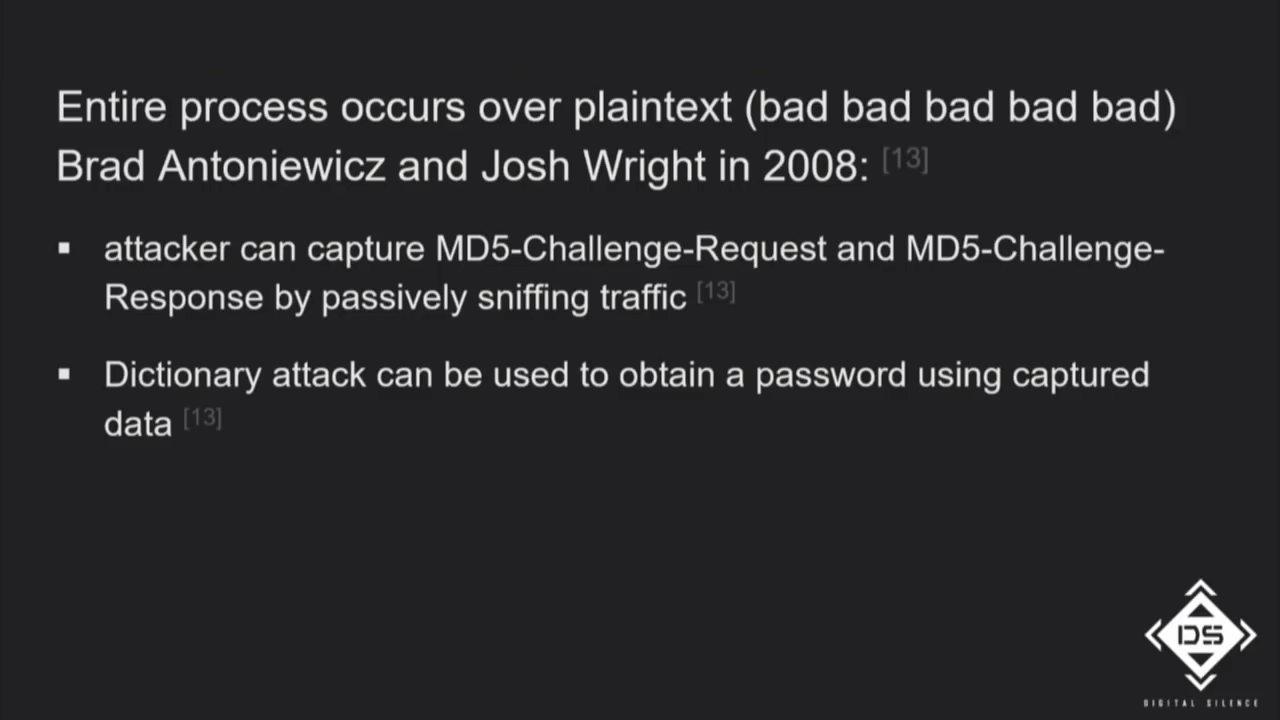 Entire process occurs over plaintext (bad bad bad bad bad)
Brad Antoniewicz and Josh Wright in 2008: [13]
▪ attacker can capture MD5-Challenge-Request and MD5-Challenge-
Response by passively sniffing traffic [13]
▪ Dictionary attack can be used to obtain a password using captured
data [13]
DS
DIGITAL SILENCE